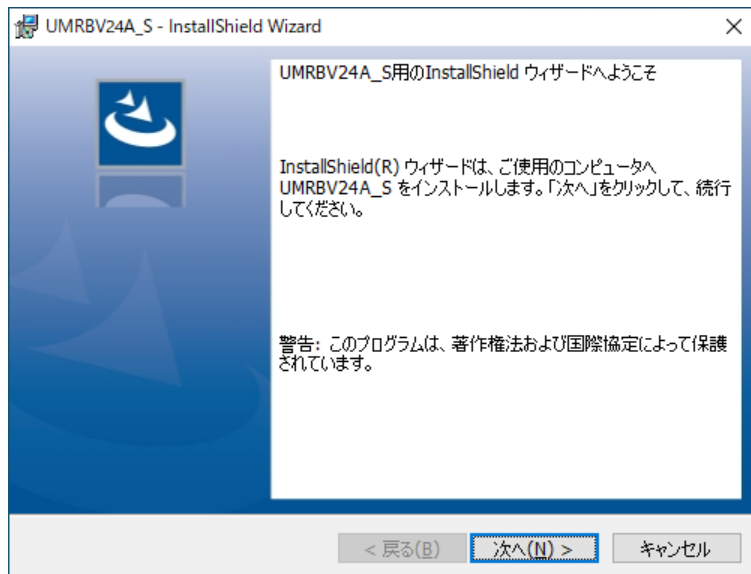 UMRBV24A_S - InstallShield Wizard
UMRBV24A_S用のInstallShield ウィザードへようこそ
InstallShield(R) ウィザードは、ご使用のコンピュータへ
UMRBV24A_S をインストールします。「次へ」をクリックして、続行
してください。
警告: このプログラムは、著作権法および国際協定によって保護
されています。
< 戻る(B)
次へ(N) >
キャンセル